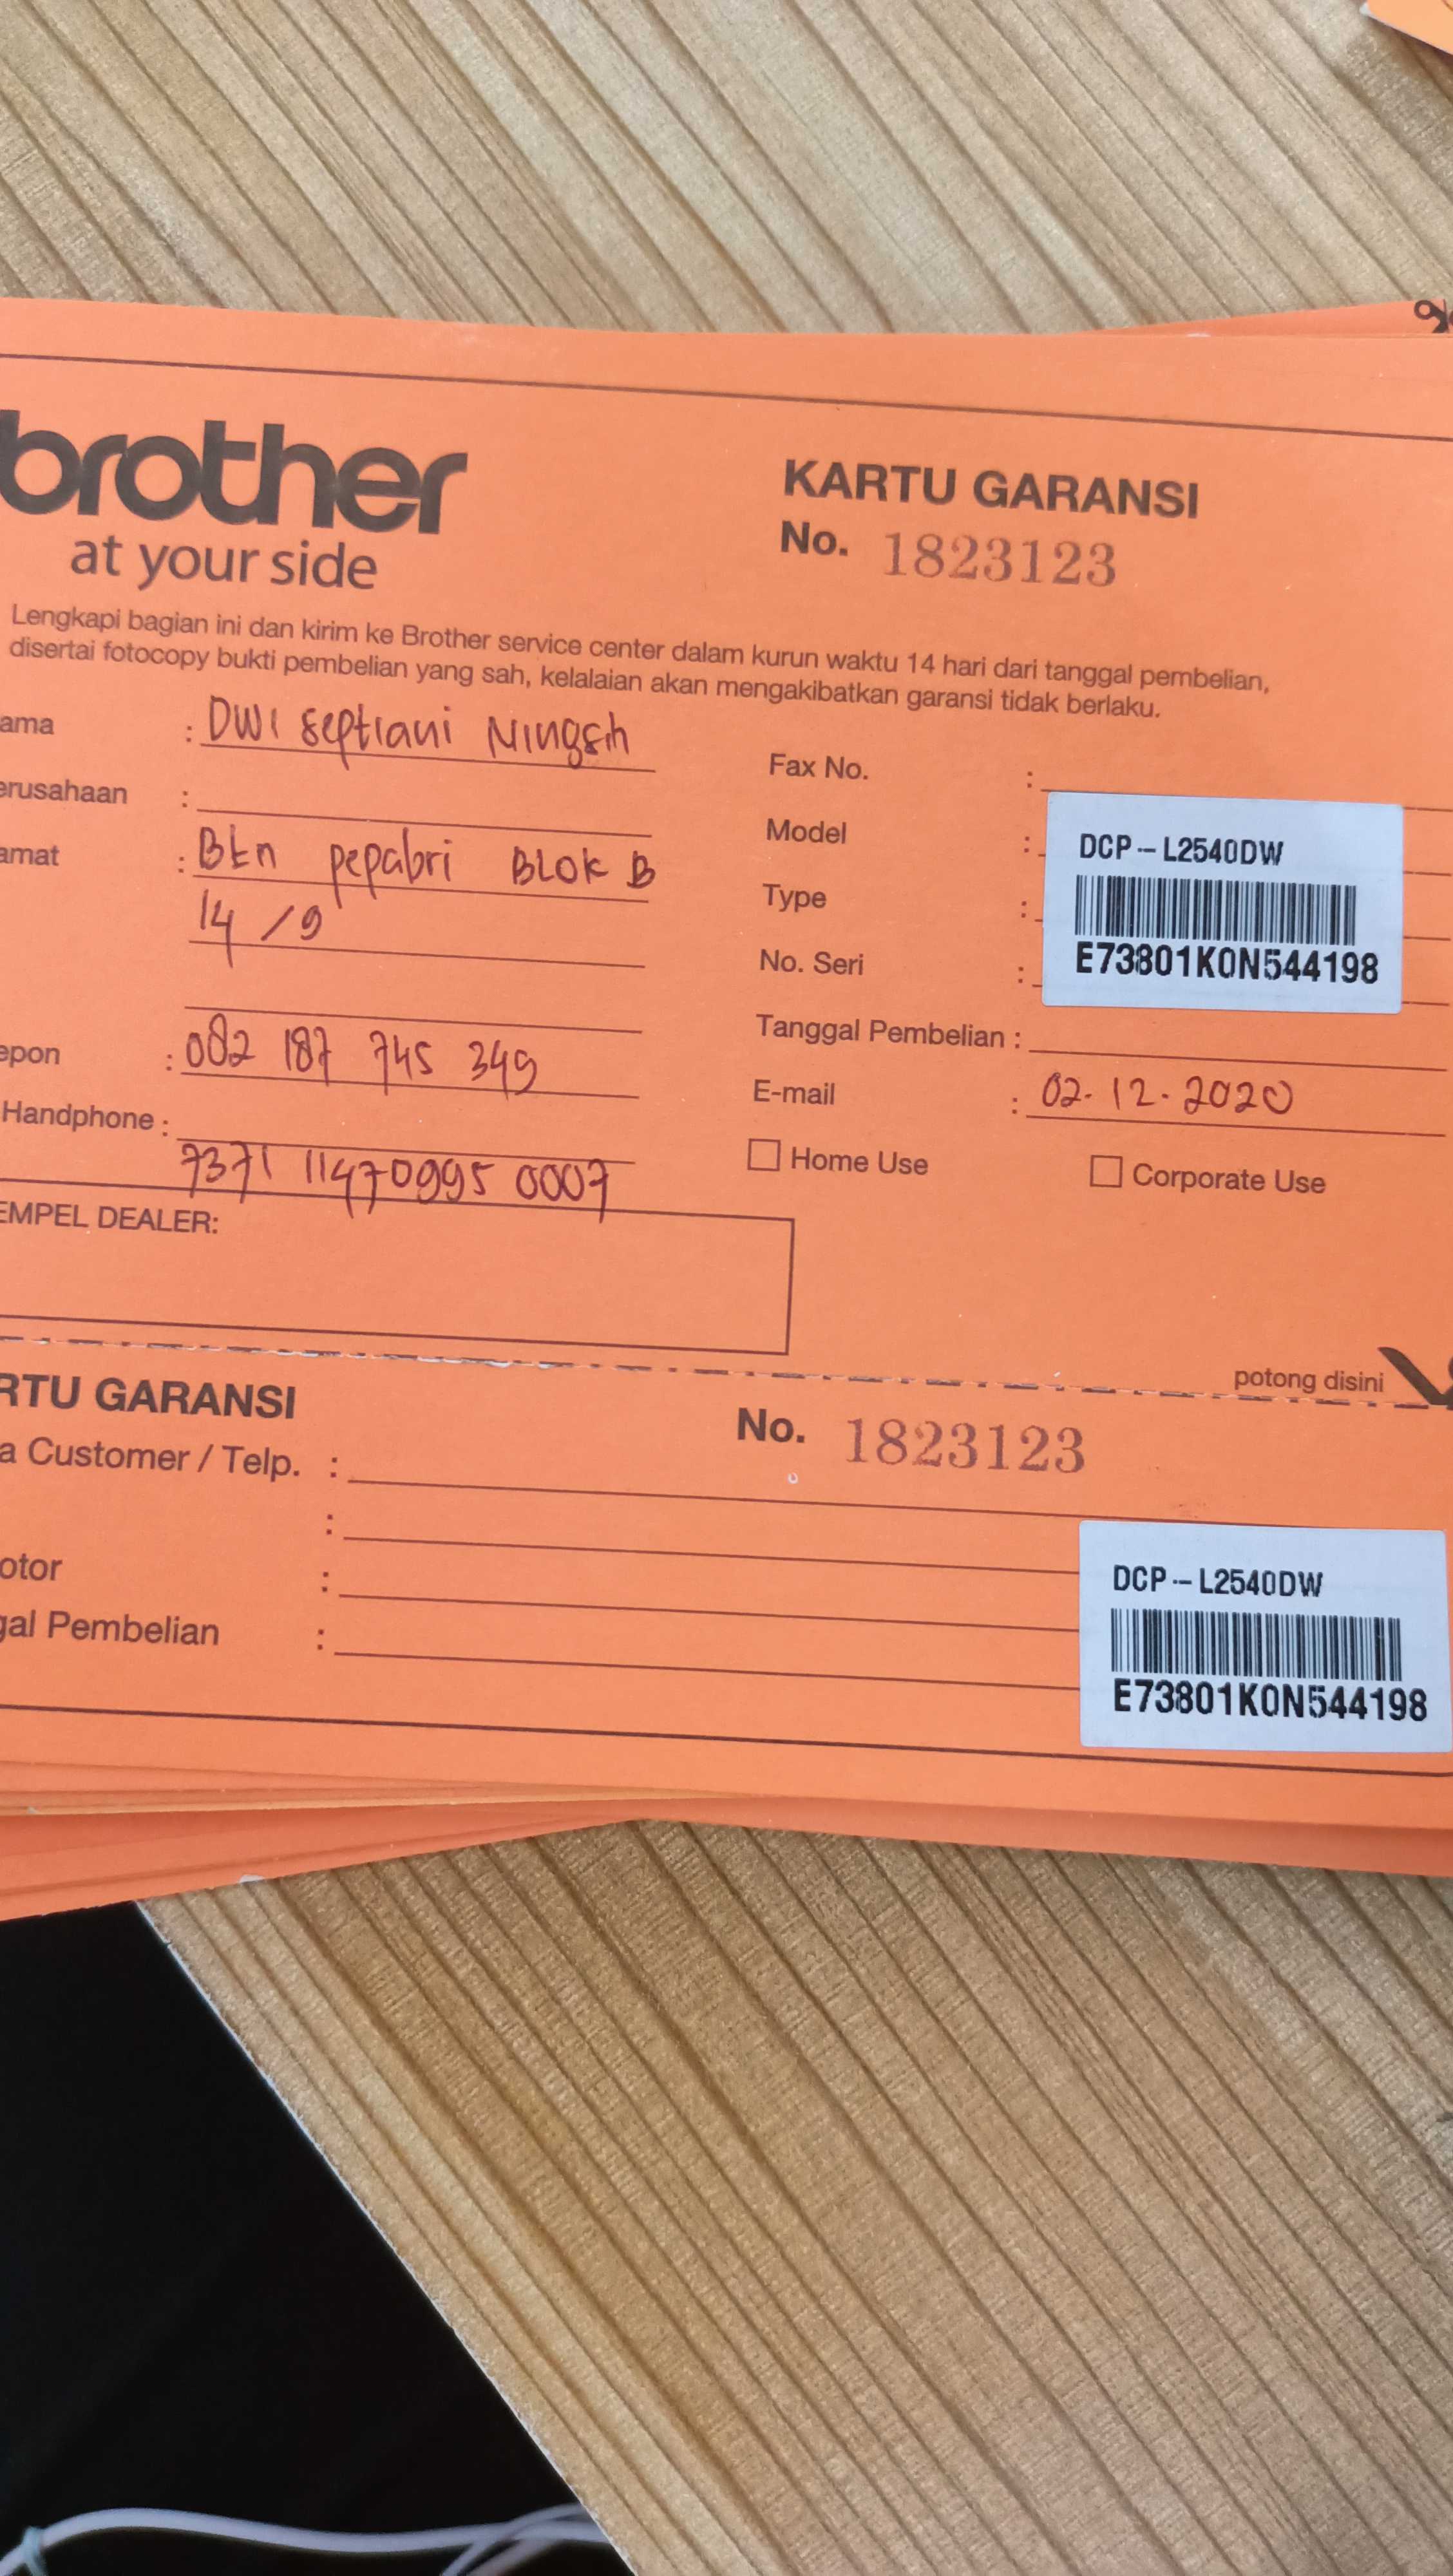 brother
at your side
KARTU GARANSI
No. 1823123
Lengkapi bagian ini dan kirim ke Brother service center dalam kurun waktu 14 hari dari tanggal pembelian,
disertai fotocopy bukti pembelian yang sah, kelalaian akan mengakibatkan garansi tidak berlaku.
ama : DWI Septiani Ningsih
erusahaan :
amat : Btn pepabri BLOK B
14 / 9
epon : 082 187 745 349
Handphone :
7371 11470995 0007
EMPEL DEALER:
Fax No. :
Model : DCP-L2540DW
Type :
No. Seri : E73801K0N544198
Tanggal Pembelian :
E-mail : 02.12.2020
Home Use
Corporate Use
potong disini
RTU GARANSI
No. 1823123
a Customer / Telp. :
:
otor :
gal Pembelian :
DCP-L2540DW
E73801K0N544198